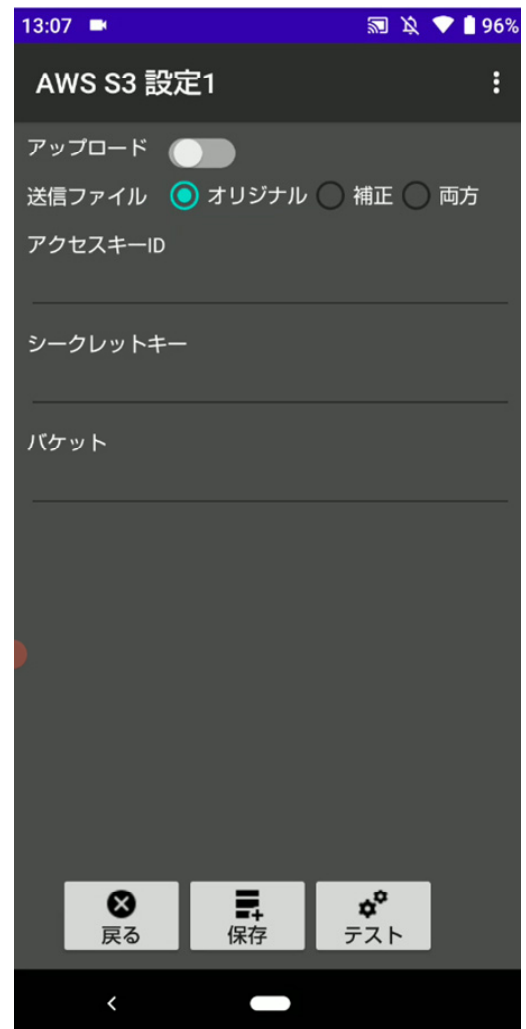 13:07 96%
AWS S3 設定1
アップロード
送信ファイル オリジナル 補正 両方
アクセスキーID
シークレットキー
バケット
戻る 保存 テスト